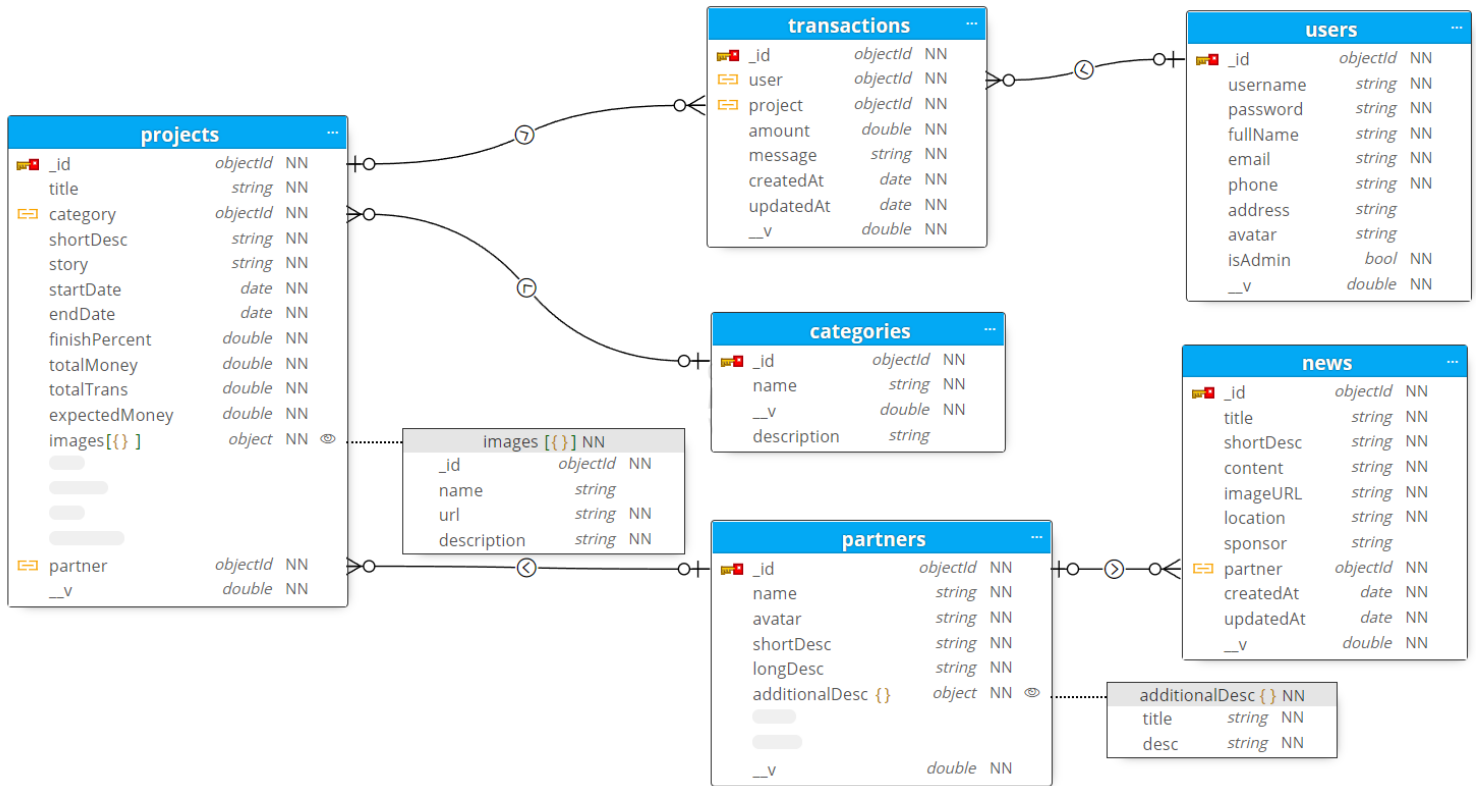 transactions ...
_id objectId NN
user objectId NN
project objectId NN
amount double NN
message string NN
createdAt date NN
updatedAt date NN
__v double NN
users ...
_id objectId NN
username string NN
password string NN
fullName string NN
email string NN
phone string NN
address string
avatar string
isAdmin bool NN
__v double NN
projects ...
_id objectId NN
title string NN
category objectId NN
shortDesc string NN
story string NN
startDate date NN
endDate date NN
finishPercent double NN
totalMoney double NN
totalTrans double NN
expectedMoney double NN
images[{} ] object NN
partner objectId NN
__v double NN
images [{}] NN
_id objectId NN
name string
url string NN
description string NN
categories ...
_id objectId NN
name string NN
__v double NN
description string
news ...
_id objectId NN
title string NN
shortDesc string NN
content string NN
imageURL string NN
location string NN
sponsor string
partner objectId NN
createdAt date NN
updatedAt date NN
__v double NN
partners ...
_id objectId NN
name string NN
avatar string NN
shortDesc string NN
longDesc string NN
additionalDesc {} object NN
__v double NN
additionalDesc {} NN
title string NN
desc string NN